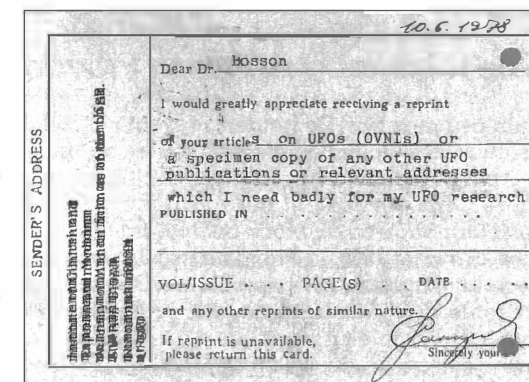 10.6.1978
SENDER'S ADDRESS
Dear Dr. Bosson
I would greatly appreciate receiving a reprint
of your articles on UFOs (OVNIs) or
a specimen copy of any other UFO
publications or relevant addresses
which I need badly for my UFO research
PUBLISHED IN . . . . . . . . . . . . .
VOL/ISSUE . . . . PAGE(S) . . DATE . . . . .
and any other reprints of similar nature.
If reprint is unavailable,
please return this card.
Sincerely your